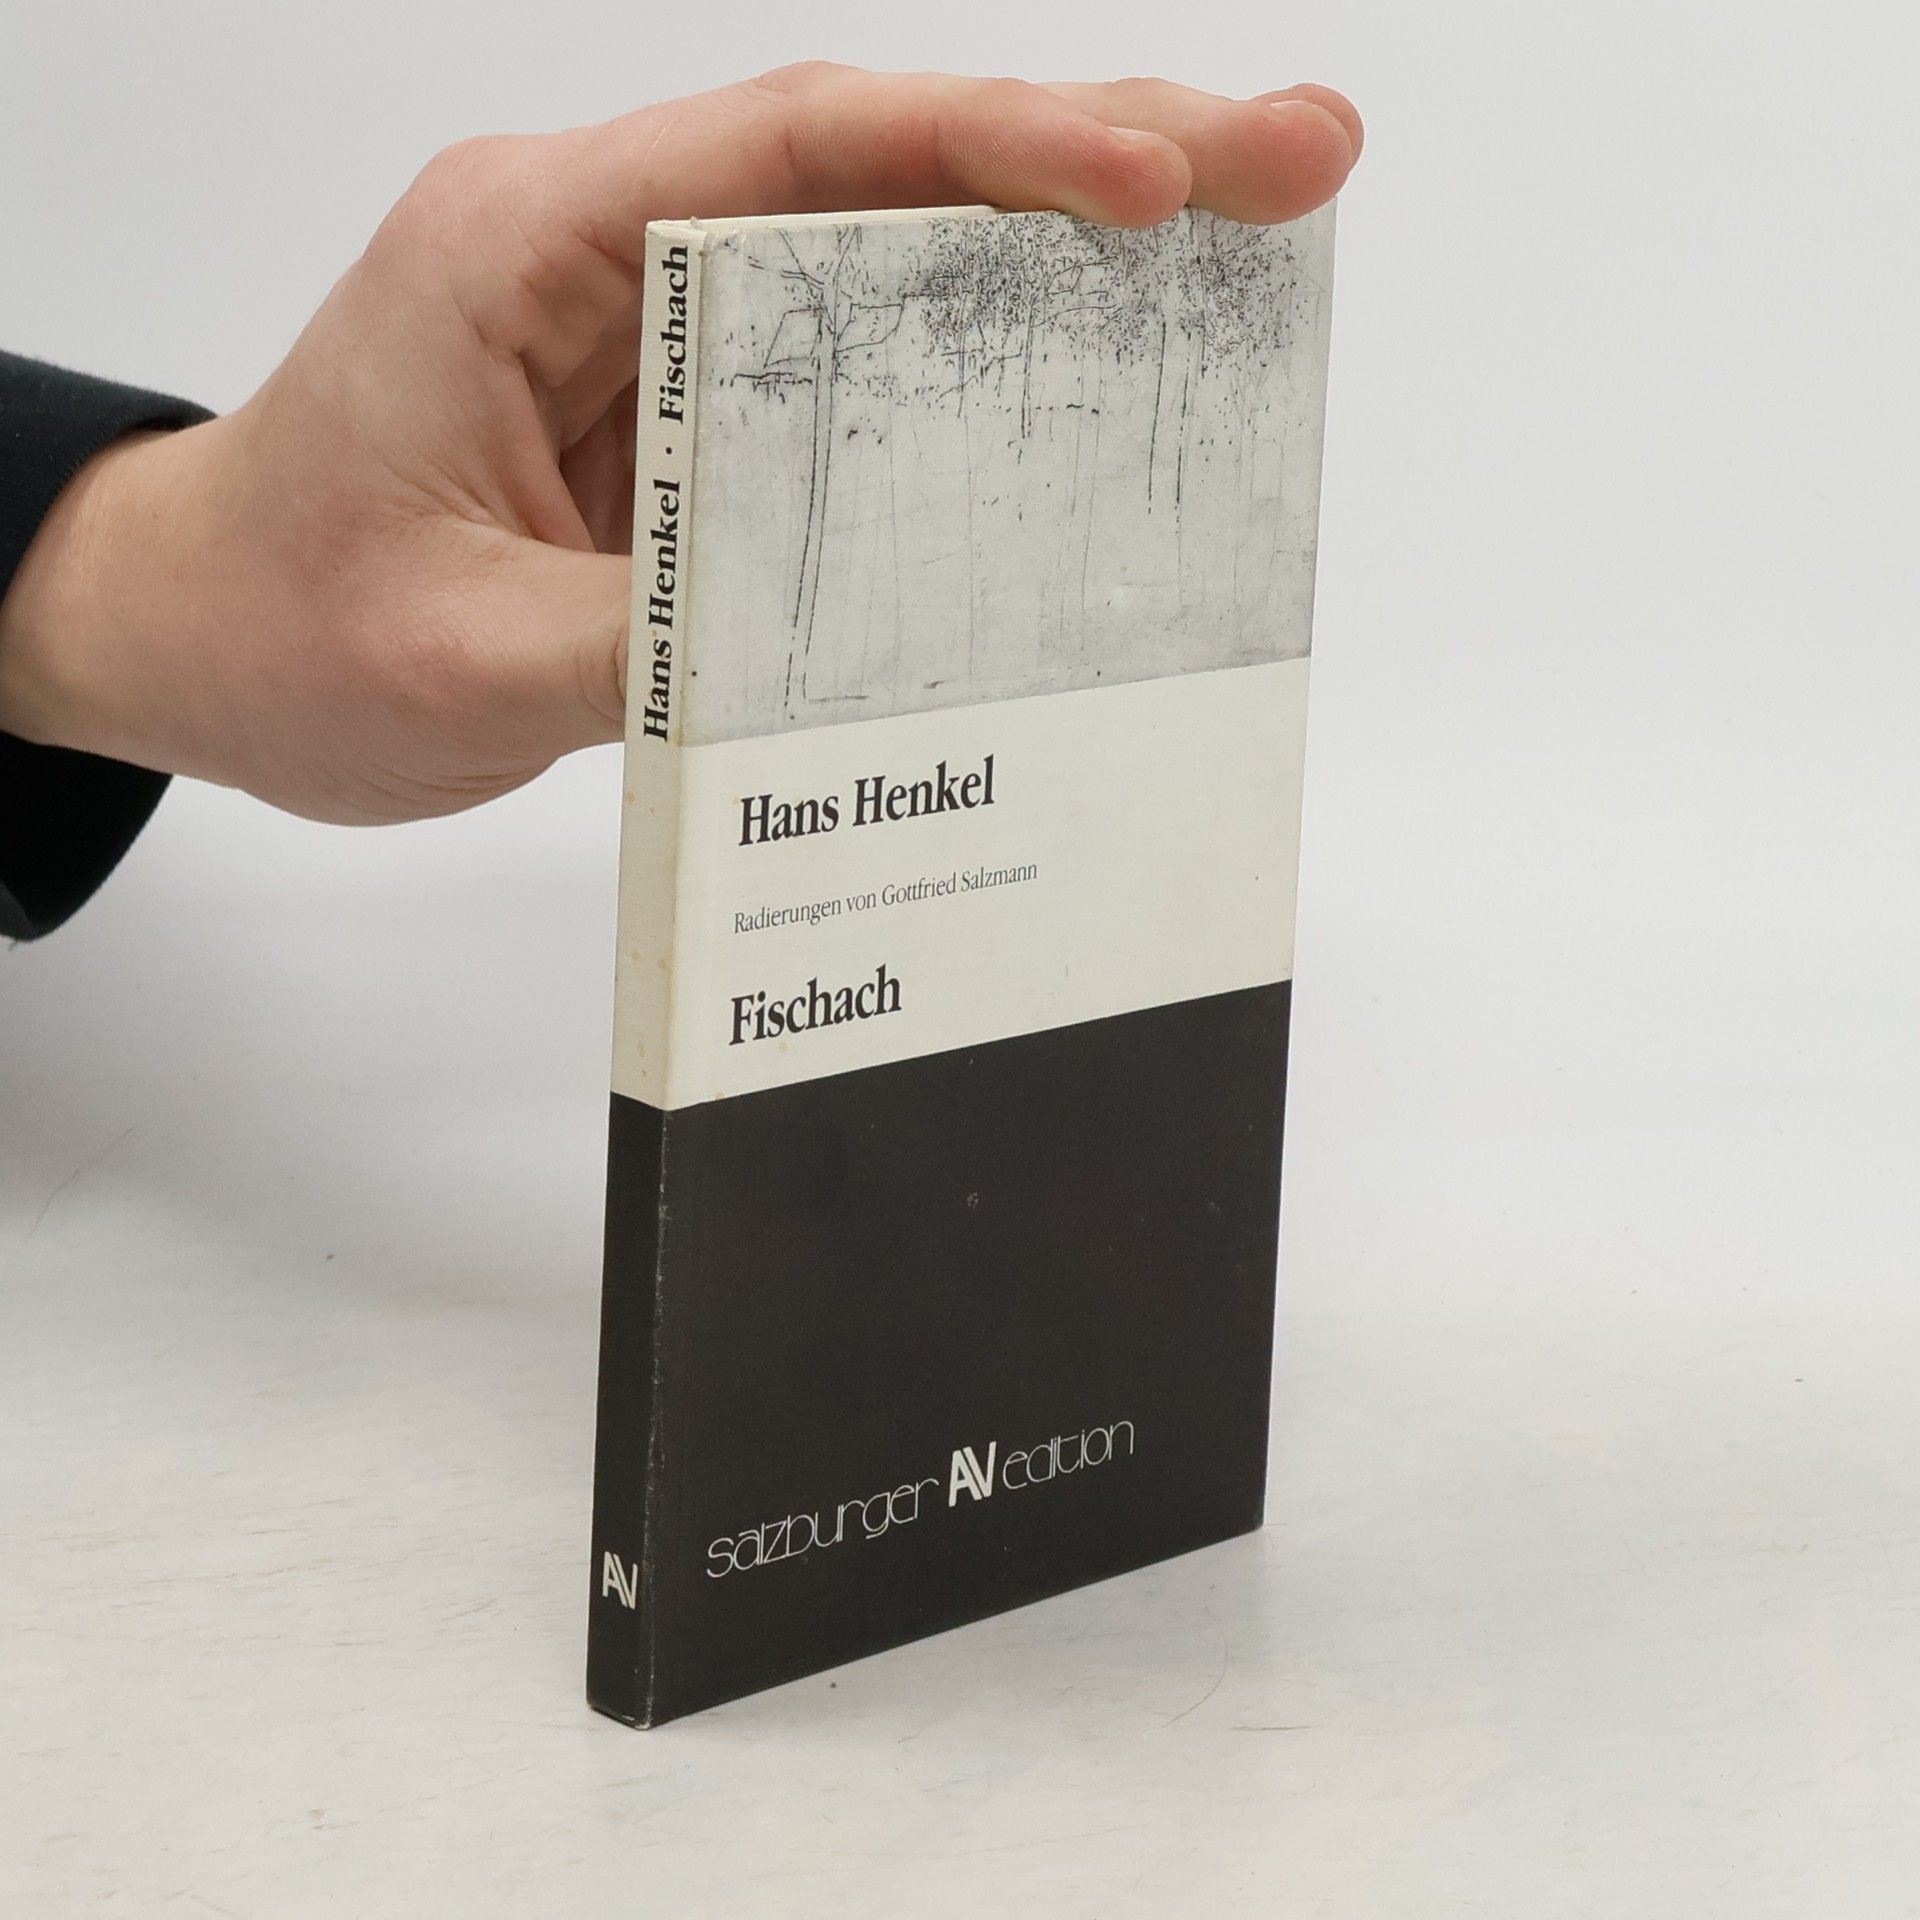 Hans Henkel · Fischach
Hans Henkel
Radierungen von Gottfried Salzmann
Fischach
salzburger AV edition
AV